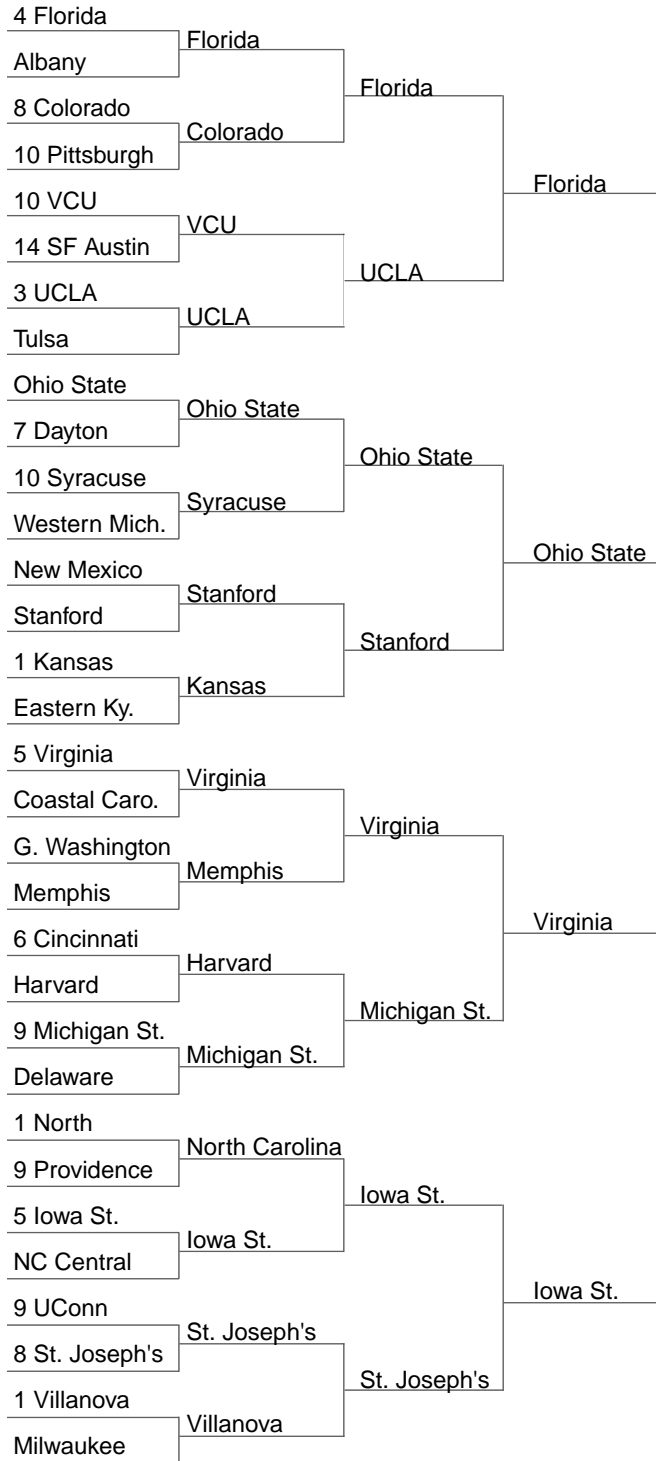 4 Florida
Albany
8 Colorado
10 Pittsburgh
10 VCU
14 SF Austin
3 UCLA
Tulsa
Ohio State
7 Dayton
10 Syracuse
Western Mich.
New Mexico
Stanford
1 Kansas
Eastern Ky.
5 Virginia
Coastal Caro.
G. Washington
Memphis
6 Cincinnati
Harvard
9 Michigan St.
Delaware
1 North
9 Providence
5 Iowa St.
NC Central
9 UConn
8 St. Joseph's
1 Villanova
Milwaukee
Florida
Colorado
VCU
UCLA
Ohio State
Syracuse
Stanford
Kansas
Virginia
Memphis
Harvard
Michigan St.
North Carolina
Iowa St.
St. Joseph's
Villanova
Florida
UCLA
Ohio State
Stanford
Virginia
Michigan St.
Iowa St.
St. Joseph's
Florida
Ohio State
Virginia
Iowa St.